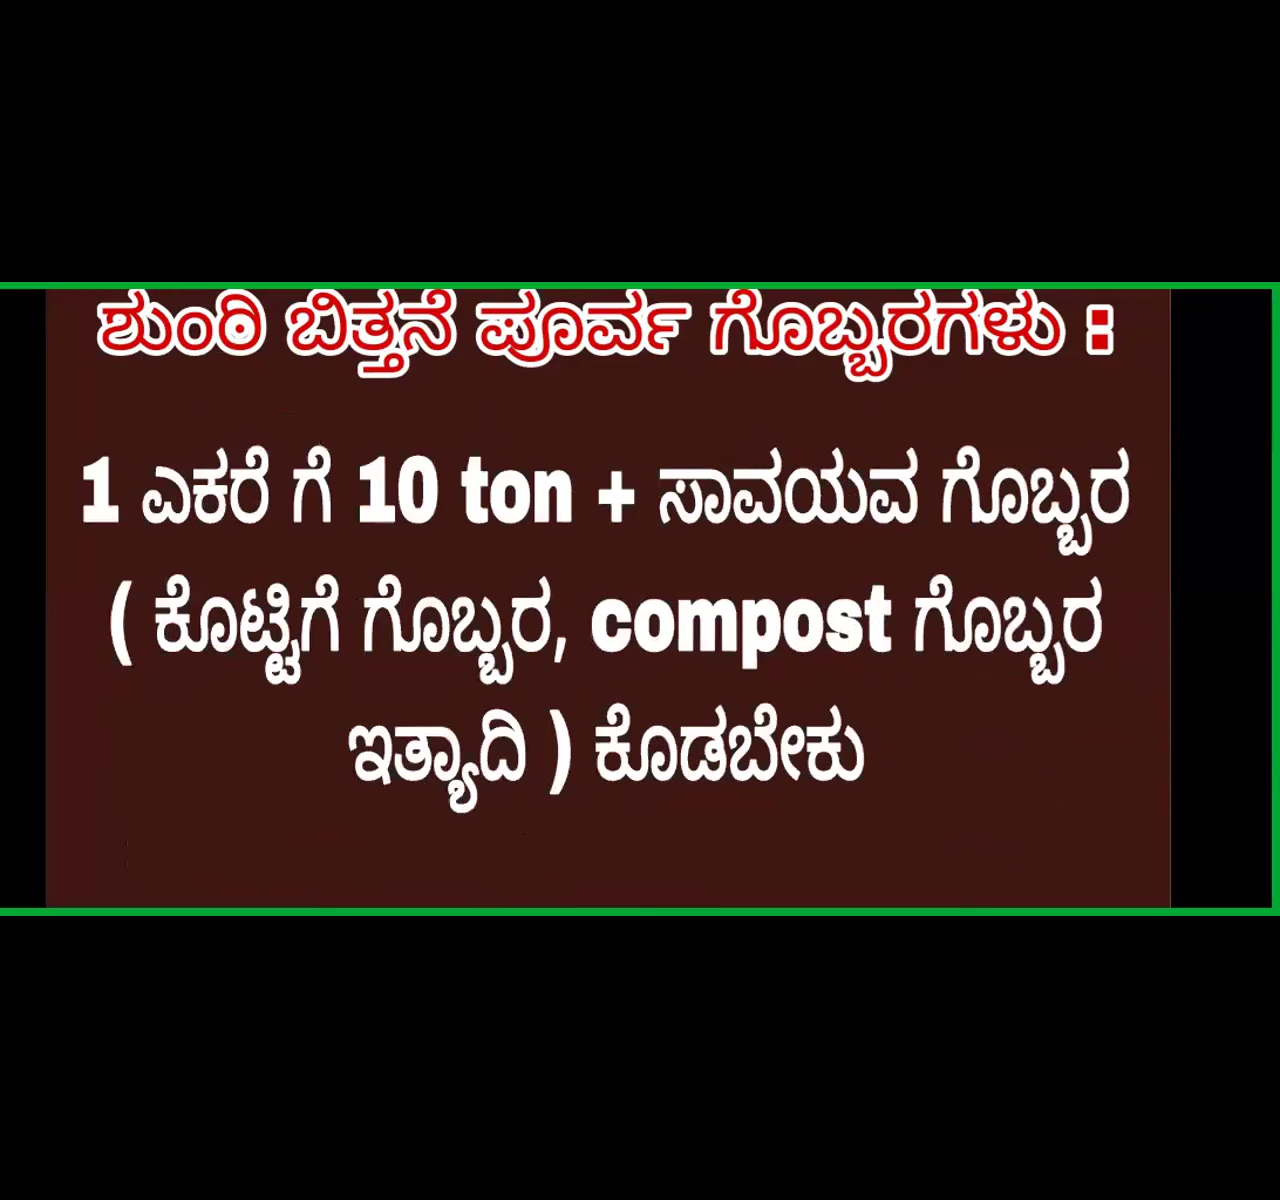 ಶುಂಠಿ ಬಿತ್ತನೆ ಪೂರ್ವ ಗೊಬ್ಬರಗಳು :
1 ಎಕರೆ ಗೆ 10 ton + ಸಾವಯವ ಗೊಬ್ಬರ
( ಕೊಟ್ಟಿಗೆ ಗೊಬ್ಬರ, compost ಗೊಬ್ಬರ
ಇತ್ಯಾದಿ ) ಕೊಡಬೇಕು